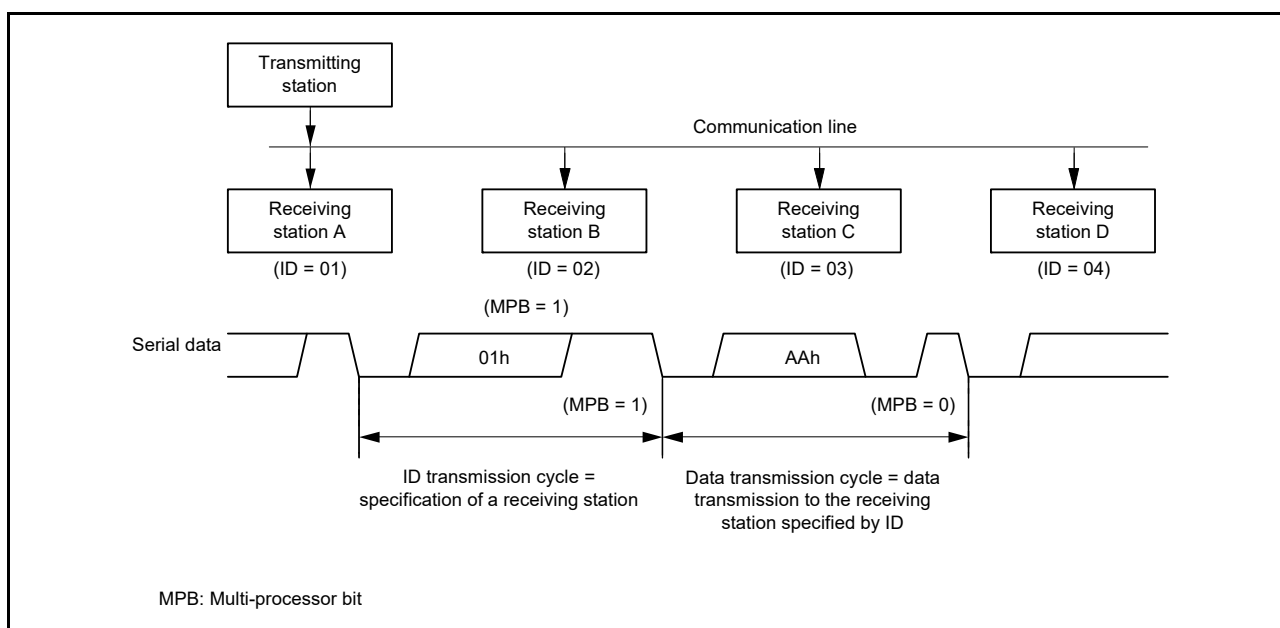 Transmitting
station
Communication line
Receiving
station A
Receiving
station B
Receiving
station C
Receiving
station D
(ID = 01)
(ID = 02)
(ID = 03)
(ID = 04)
(MPB = 1)
Serial data
01h
AAh
(MPB = 1)
(MPB = 0)
ID transmission cycle =
specification of a receiving station
Data transmission cycle = data
transmission to the receiving
station specified by ID
MPB: Multi-processor bit